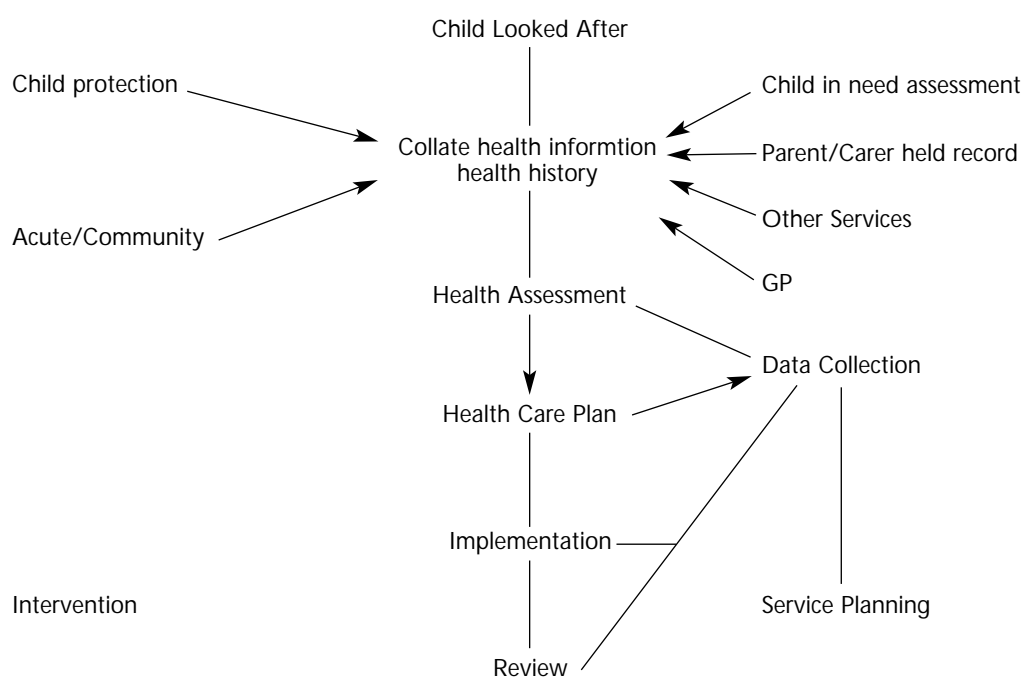 Child Looked After
Child protection
Child in need assessment
Collate health informtion
health history
Parent/Carer held record
Other Services
Acute/Community
GP
Health Assessment
Data Collection
Health Care Plan
Implementation
Intervention
Service Planning
Review